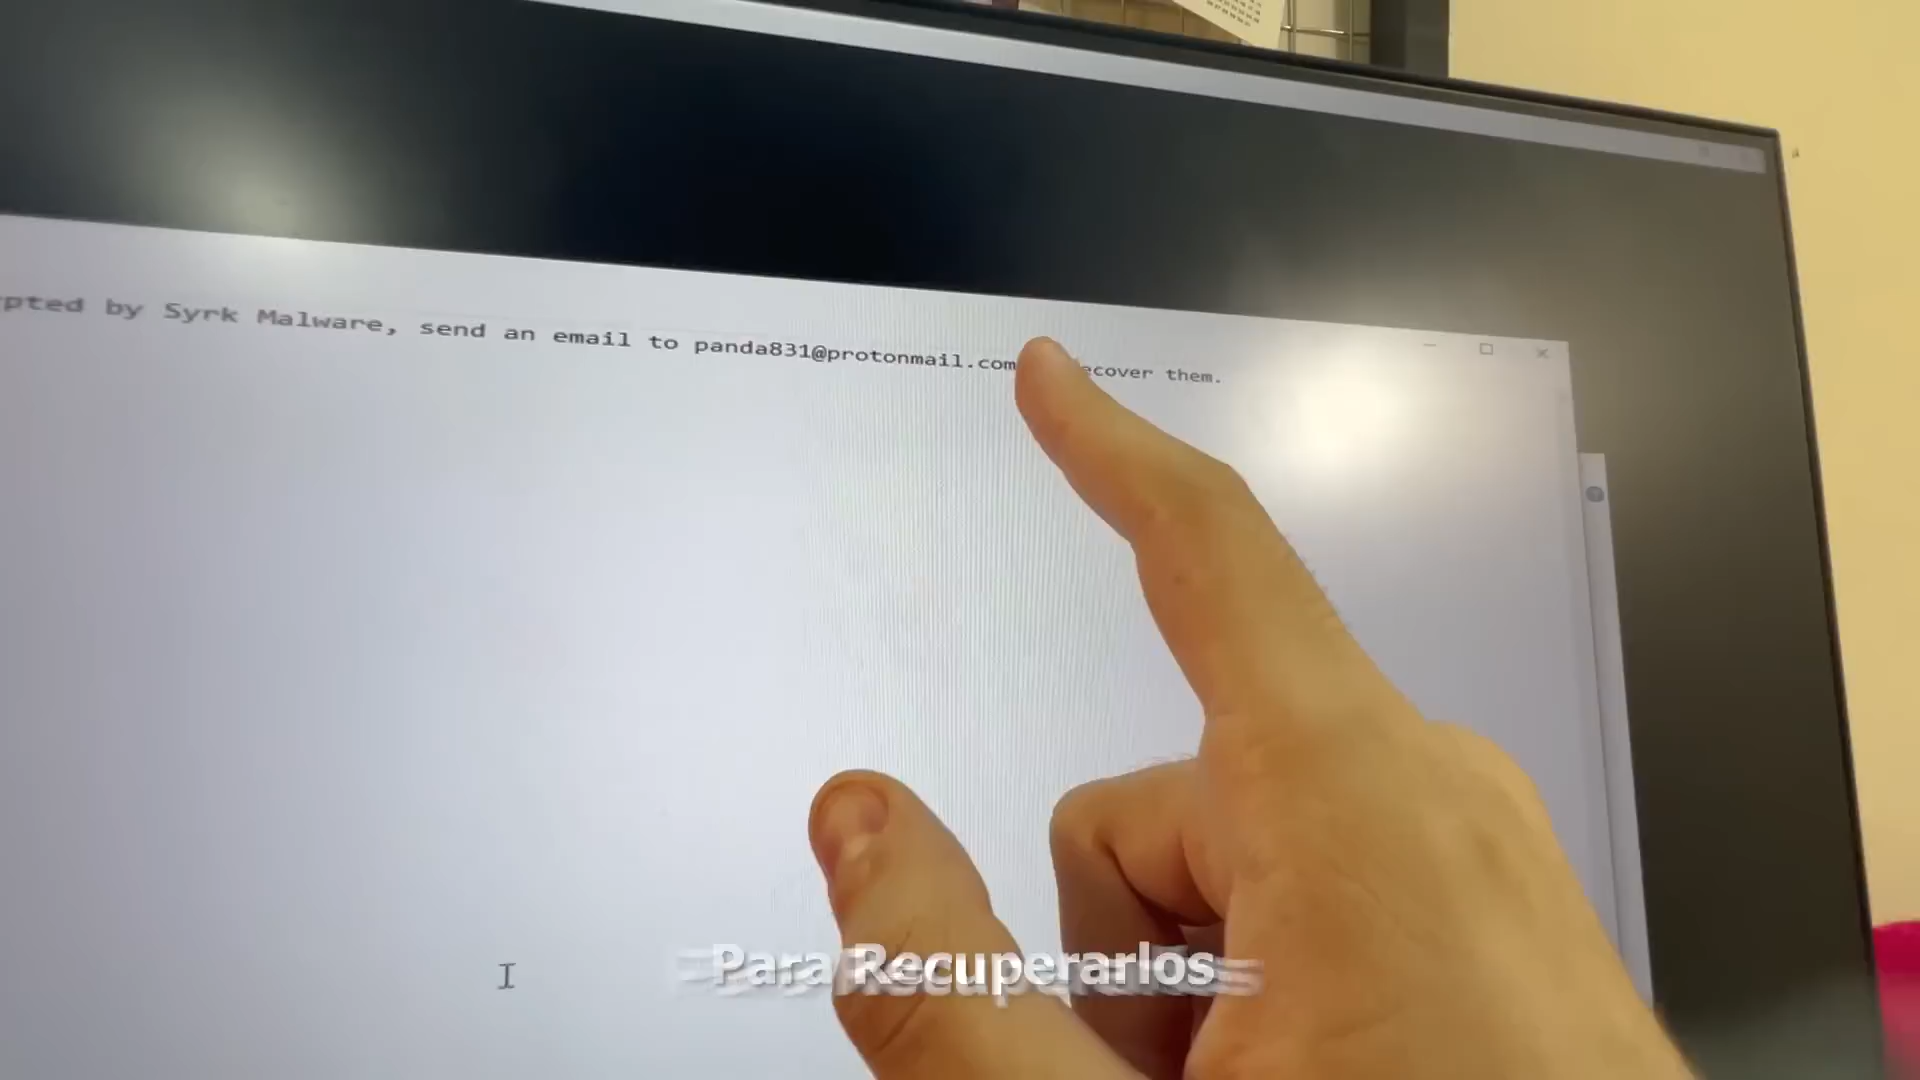 pted by Syrk Malware, send an email to panda831@protonmail.com ecover them.
Para Recuperarlos